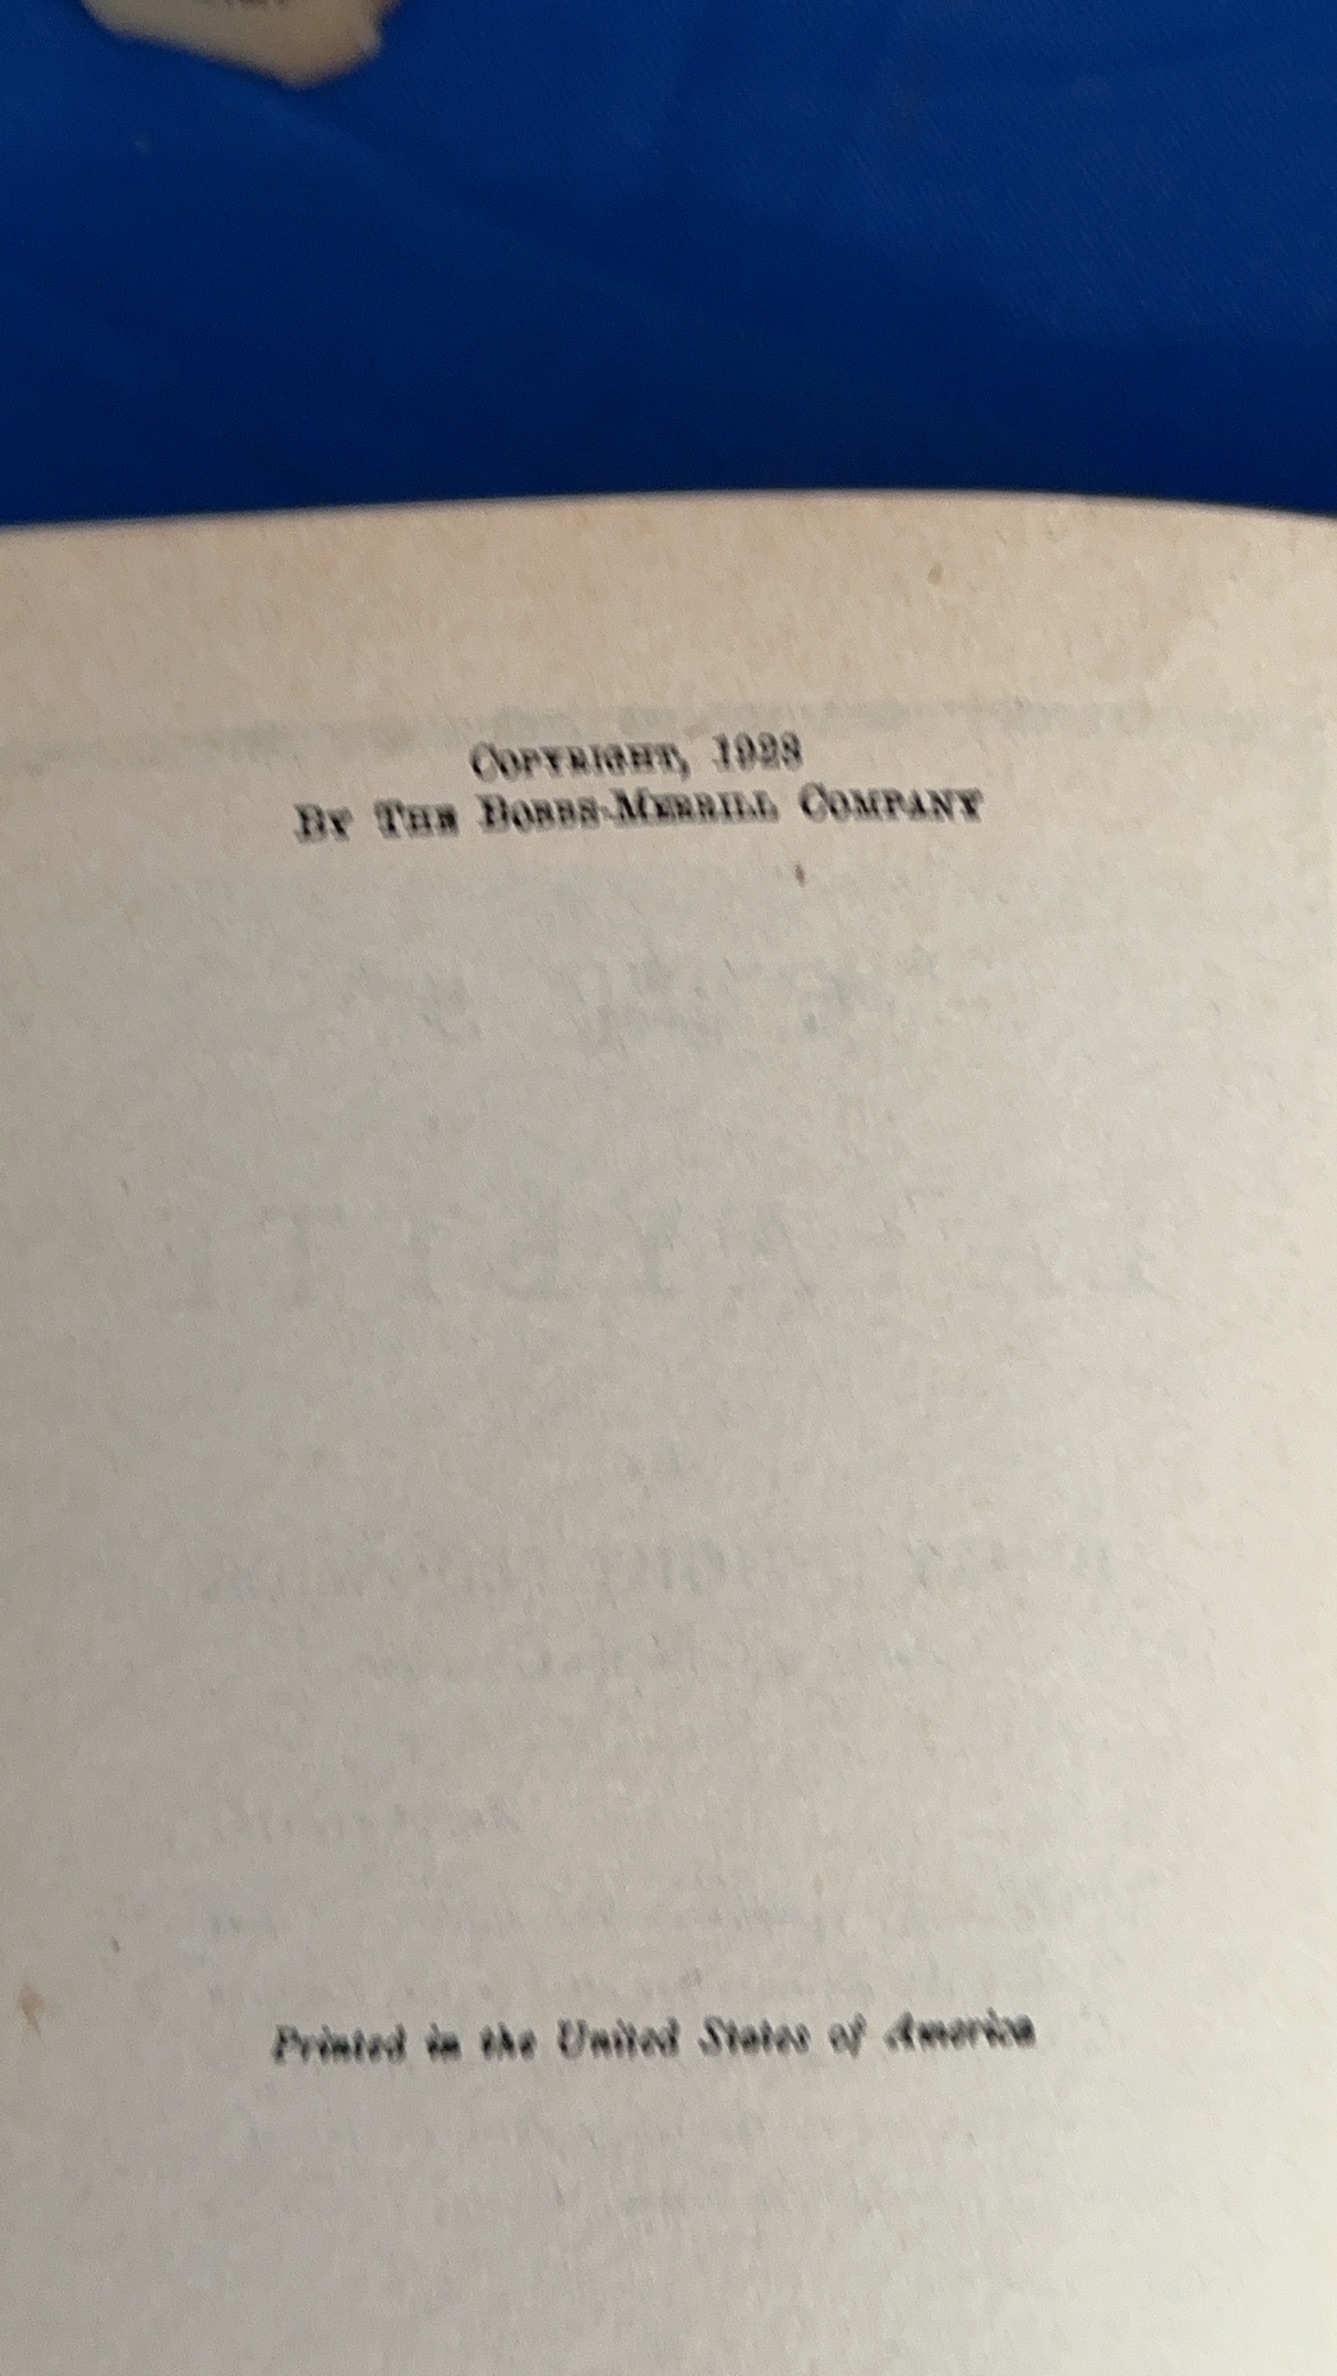 Copyright, 1928
By The Bobbs-Merrill Company
Printed in the United States of America